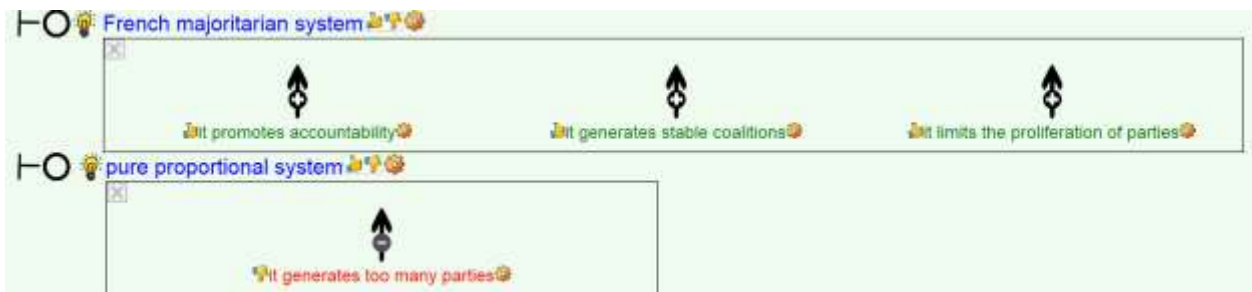 French majoritarian system
it promotes accountability it generates stable coalitions it limits the proliferation of parties
pure proportional system
it generates too many parties